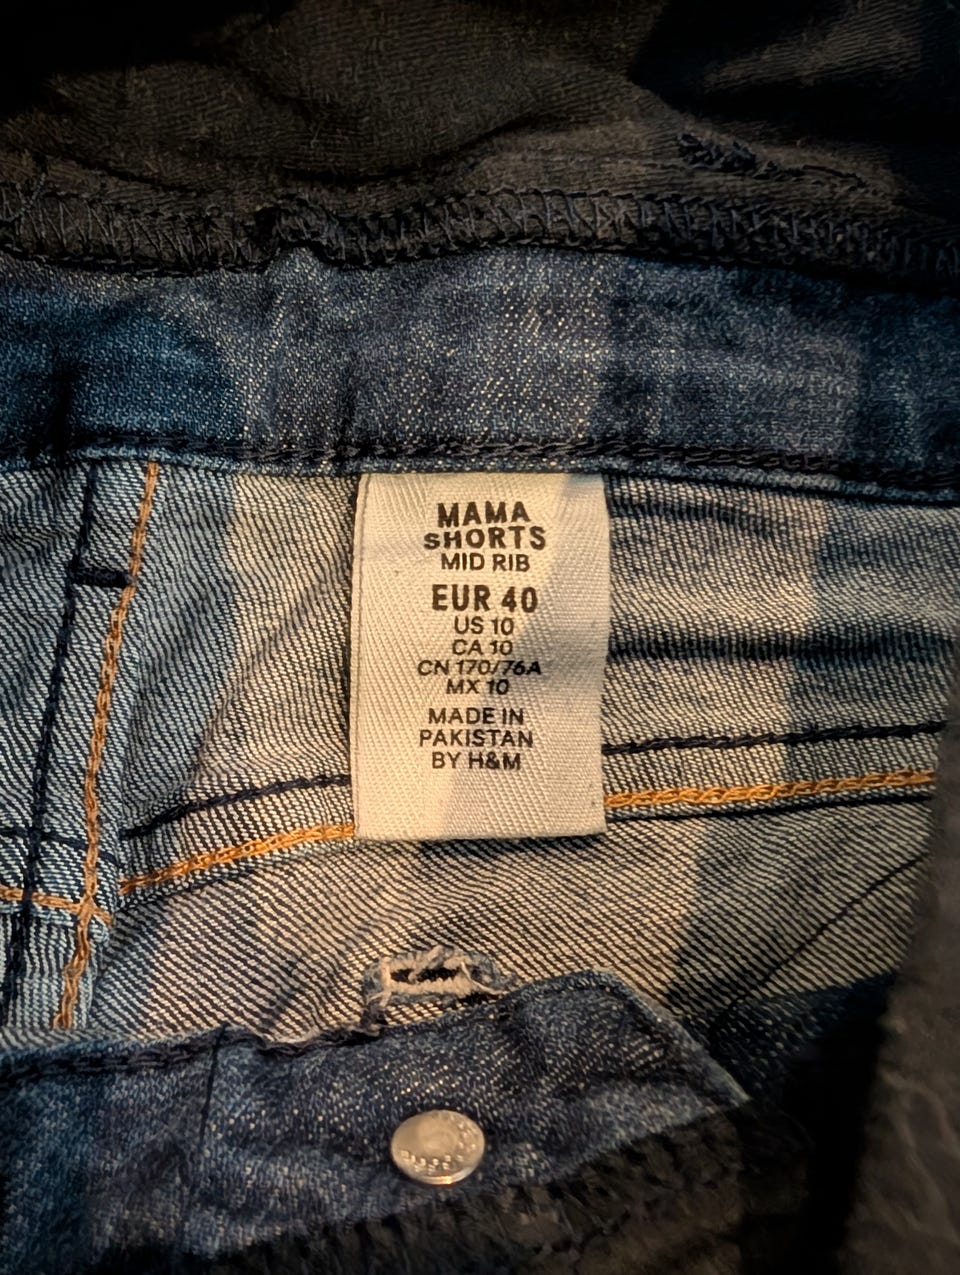 MAMA
SHORTS
MID RIB
EUR 40
US 10
CA 10
CN 170/76A
MX 10
MADE IN
PAKISTAN
BY H&M